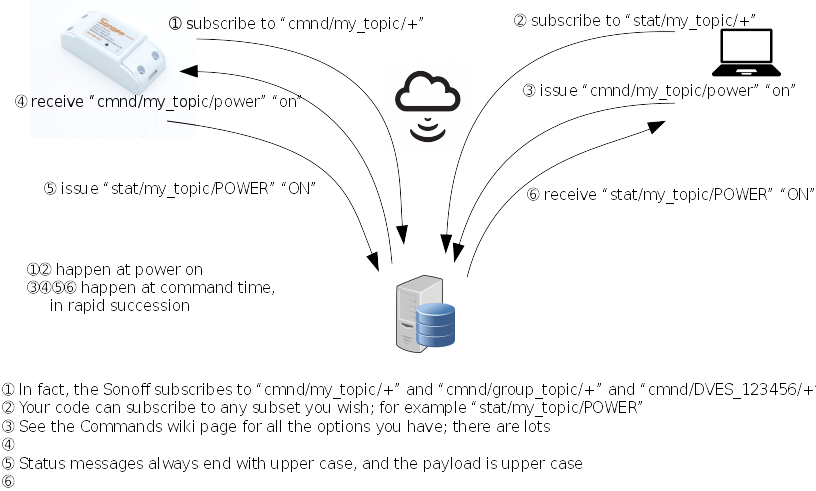 SONOFF
① subscribe to “cmnd/my_topic/+”
② subscribe to “stat/my_topic/+”
③ issue “cmnd/my_topic/power” “on”
④ receive “cmnd/my_topic/power” “on”
⑤ issue “stat/my_topic/POWER” “ON”
⑥ receive “stat/my_topic/POWER” “ON”
①② happen at power on
③④⑤⑥ happen at command time,
in rapid succession
① In fact, the Sonoff subscribes to “cmnd/my_topic/+” and “cmnd/group_topic/+” and “cmnd/DVES_123456/+”
② Your code can subscribe to any subset you wish; for example “stat/my_topic/POWER”
③ See the Commands wiki page for all the options you have; there are lots
④
⑤ Status messages always end with upper case, and the payload is upper case
⑥